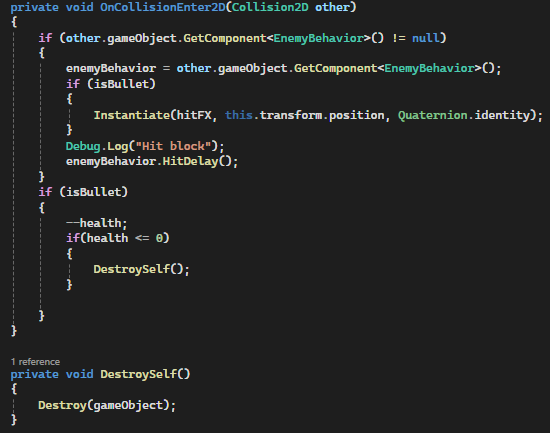 private void OnCollisionEnter2D(Collision2D other)
{
    if (other.gameObject.GetComponent<EnemyBehavior>() != null)
    {
        enemyBehavior = other.gameObject.GetComponent<EnemyBehavior>();
        if (isBullet)
        {
            Instantiate(hitFX, this.transform.position, Quaternion.identity);
        }
        Debug.Log("Hit block");
        enemyBehavior.HitDelay();
    }
    if (isBullet)
    {
        --health;
        if(health <= 0)
        {
            DestroySelf();
        }

    }
}

1 reference
private void DestroySelf()
{
    Destroy(gameObject);
}